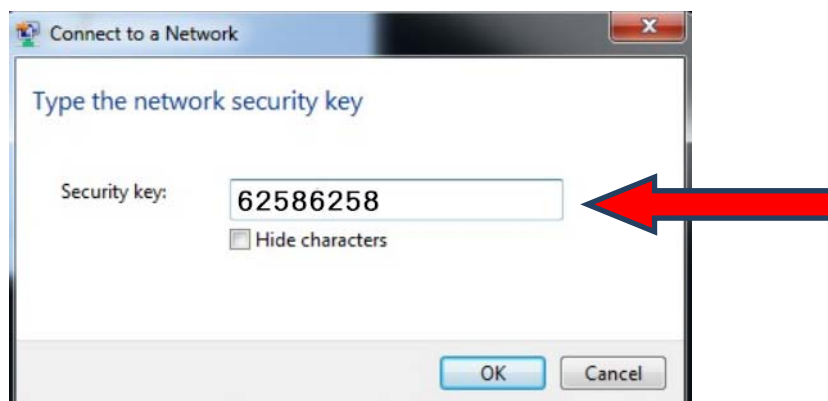 Connect to a Network
x
Type the network security key
Security key:
62586258
Hide characters
OK
Cancel